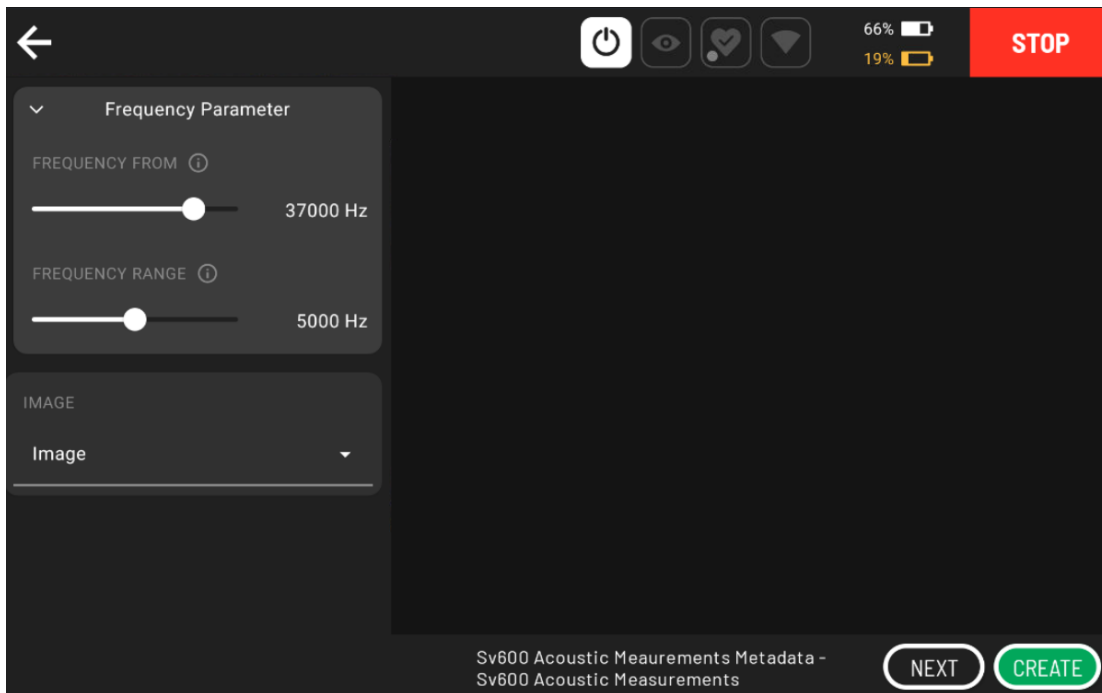 66%
19%
STOP
Frequency Parameter
FREQUENCY FROM
37000 Hz
FREQUENCY RANGE
5000 Hz
IMAGE
Image
Sv600 Acoustic Meaurements Metadata -
Sv600 Acoustic Measurements
NEXT
CREATE